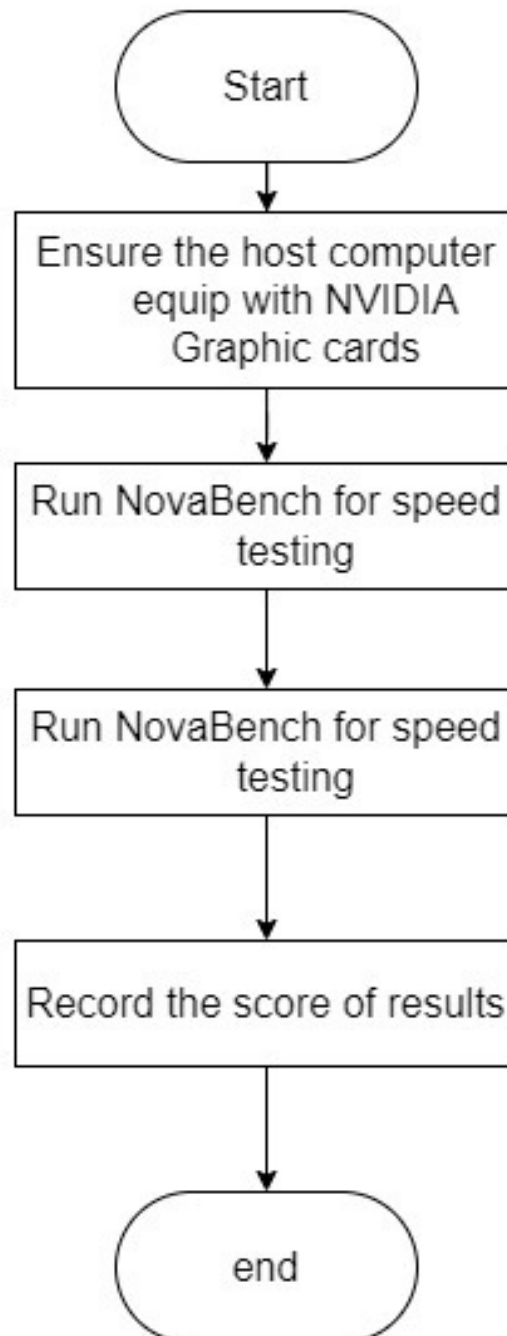 Start
Ensure the host computer
equip with NVIDIA
Graphic cards
Run NovaBench for speed
testing
Run NovaBench for speed
testing
Record the score of results
end